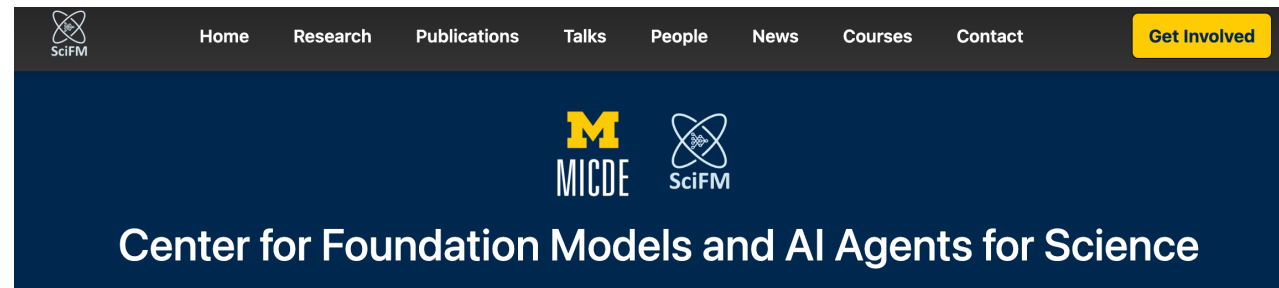 SciFM
Home Research Publications Talks People News Courses Contact Get Involved
M
MICDE
SciFM
Center for Foundation Models and AI Agents for Science